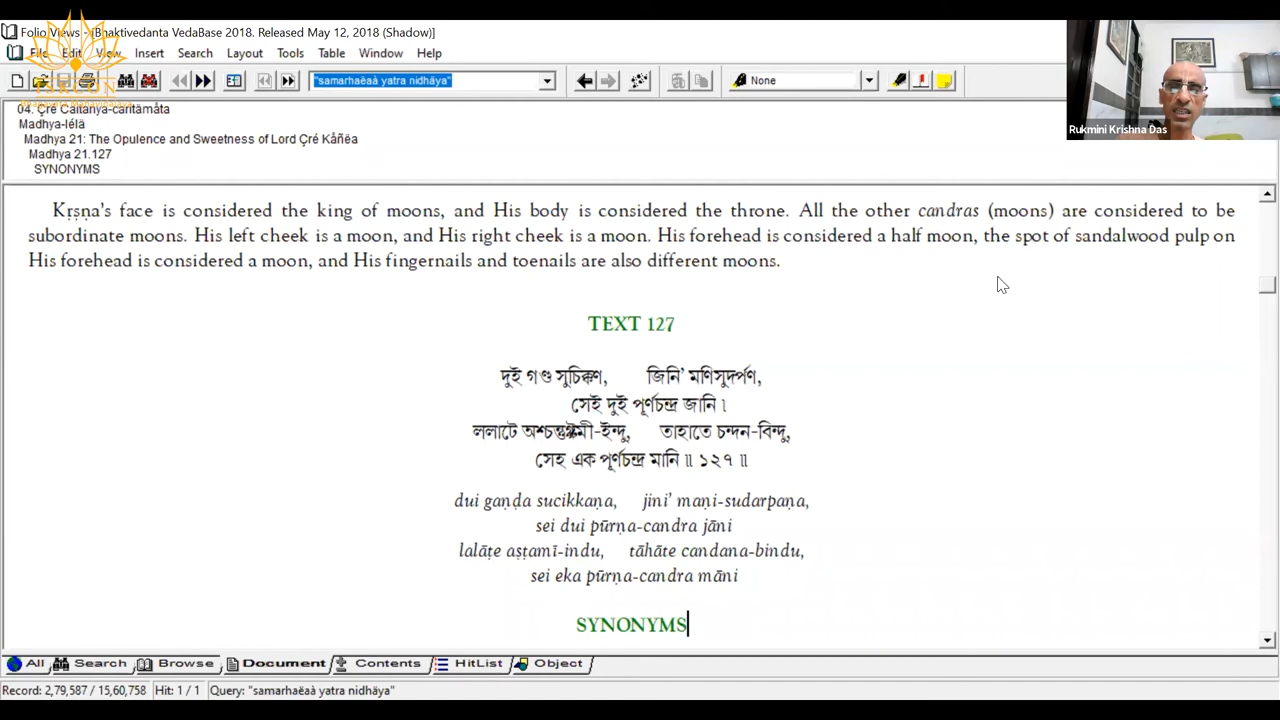 Folio Views - [Bhaktivedanta VedaBase 2018. Released May 12, 2018 (Shadow)]
File Edit View Insert Search Layout Tools Table Window Help
"samarhaëaà yatra nidhäya"
None
Rukmini Krishna Das
04. Çré Caitanya-caritämåta
Madhya-lélä
Madhya 21: The Opulence and Sweetness of Lord Çré Kåñëa
Madhya 21.127
SYNONYMS
Kṛṣṇa's face is considered the king of moons, and His body is considered the throne. All the other candras (moons) are considered to be
subordinate moons. His left cheek is a moon, and His right cheek is a moon. His forehead is considered a half moon, the spot of sandalwood pulp on
His forehead is considered a moon, and His fingernails and toenails are also different moons.
TEXT 127
দুই গণ্ড সুচিক্কণ, জিনি’ মণিসুদর্পণ,
সেই দুই পূর্ণচন্দ্র জানি ৷
ললাটে ইন্দু, তাহাতে চন্দন-বিন্দু,
সেহ এক পূর্ণচন্দ্র মানি ॥ ১২৭ ॥
dui gaṇḍa sucikkaṇa, jini’ maṇi-sudarpaṇa,
sei dui pūrṇa-candra jāni
lalāṭe aṣṭamī-indu, tāhāte candana-bindu,
sei eka pūrṇa-candra māni
SYNONYMS
All Search Browse Document Contents HitList Object
Record: 2,79,587 / 15,60,758 Hit: 1 / 1 Query: "samarhaëaà yatra nidhäya"